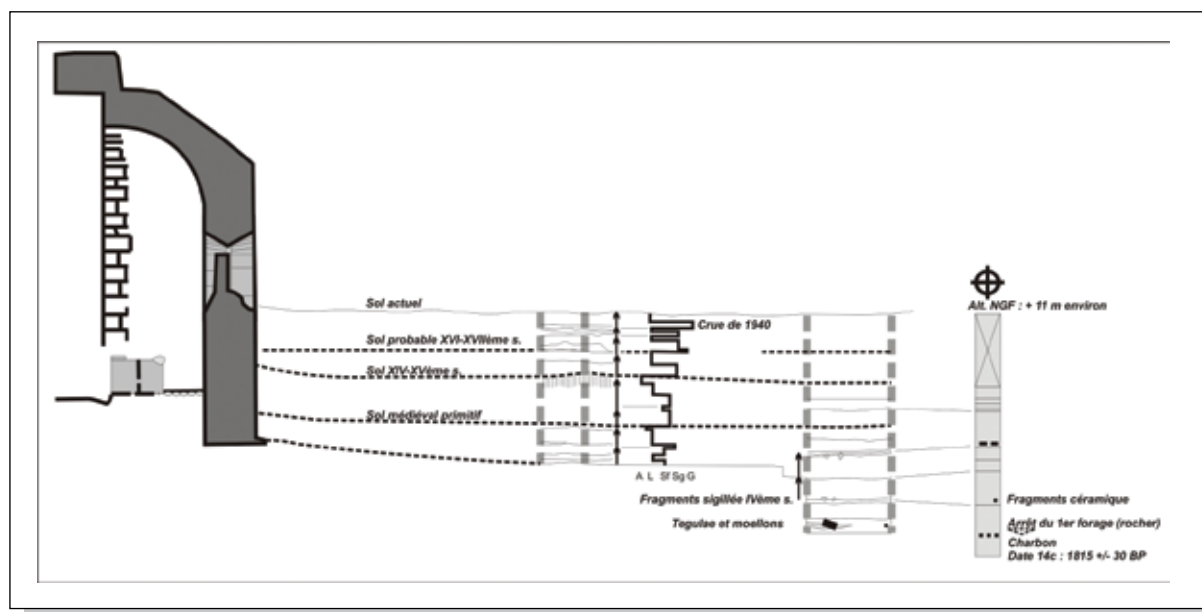 Alt. NGF : + 11 m environ
Sol actuel
Crue de 1940
Sol probable XVI-XVIIème s.
Sol XIV-XVème s.
Sol médiéval primitif
A L Sf Sg G
Fragments sigillée IVème s.
Fragments céramique
Tegulae et moellons
Arrêt du 1er forage (rocher)
Charbon
Date 14c : 1815 +/- 30 BP